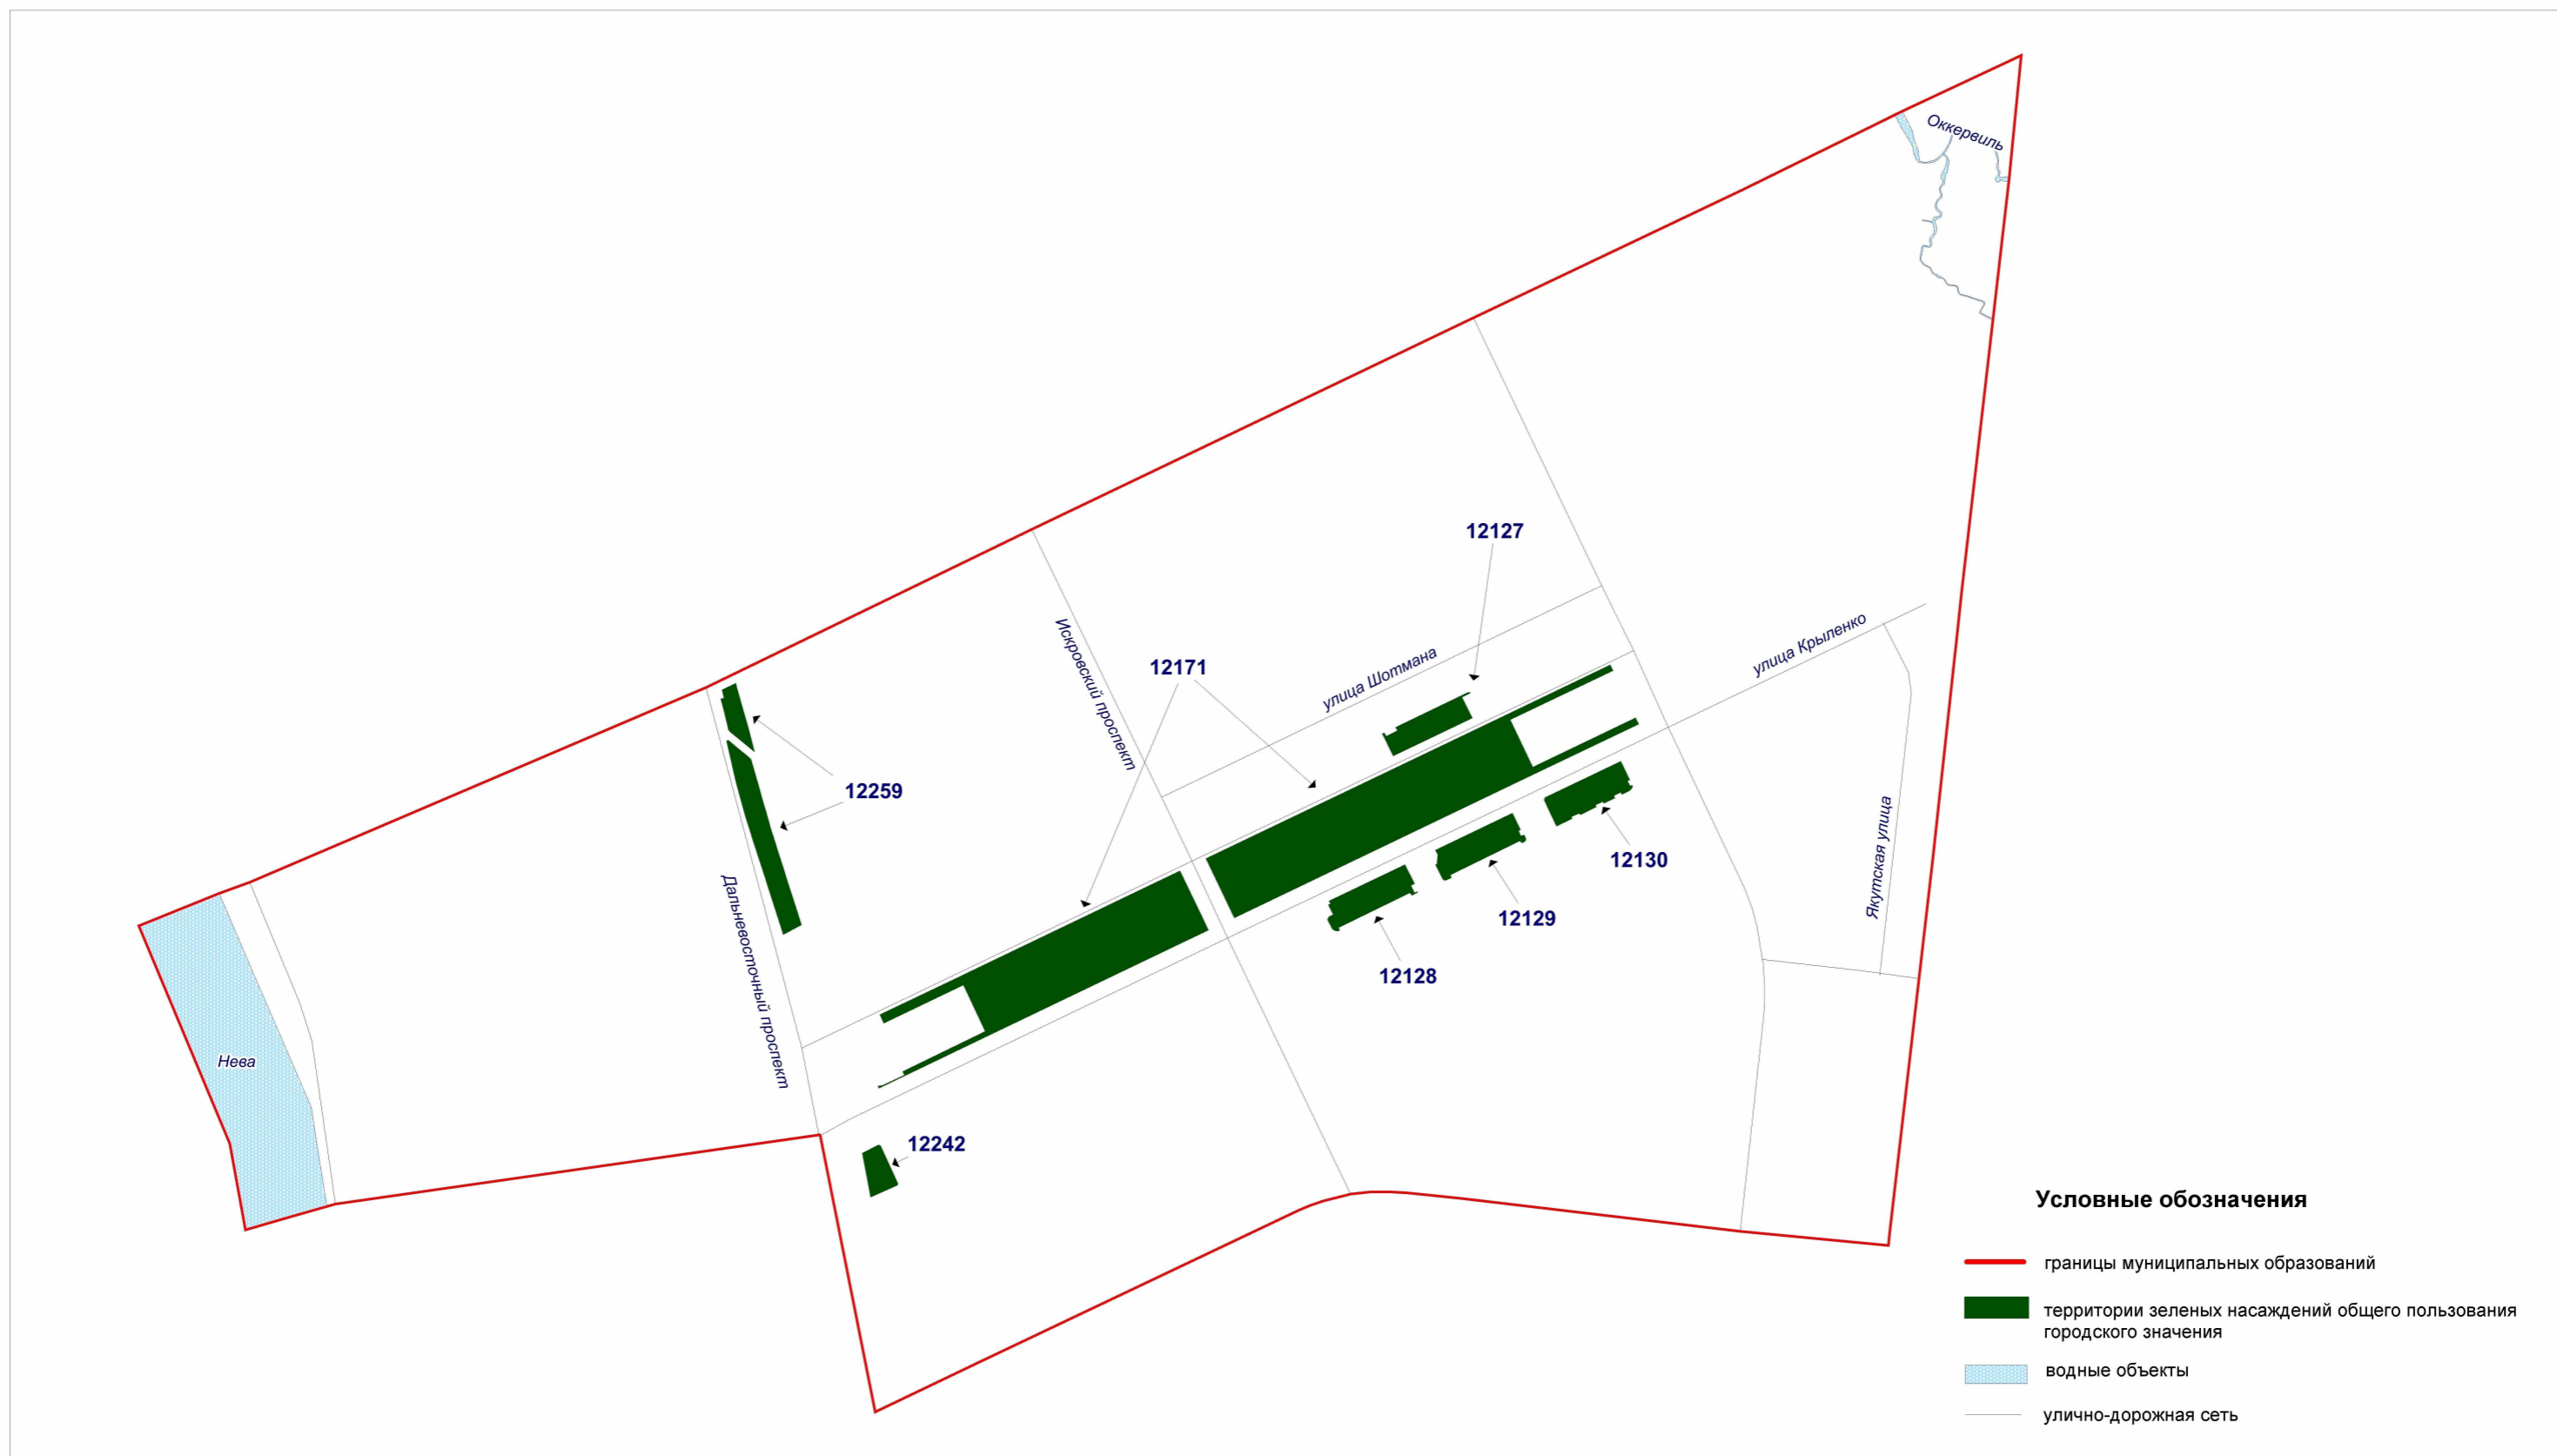 Оккервиль
12127
Искровский проспект
улица Крыленко
улица Шотмана
12171
12259
Якутская улица
12130
Дальневосточный проспект
12129
12128
Нева
12242
Условные обозначения
границы муниципальных образований
территории зеленых насаждений общего пользования
городского значения
водные объекты
улично-дорожная сеть